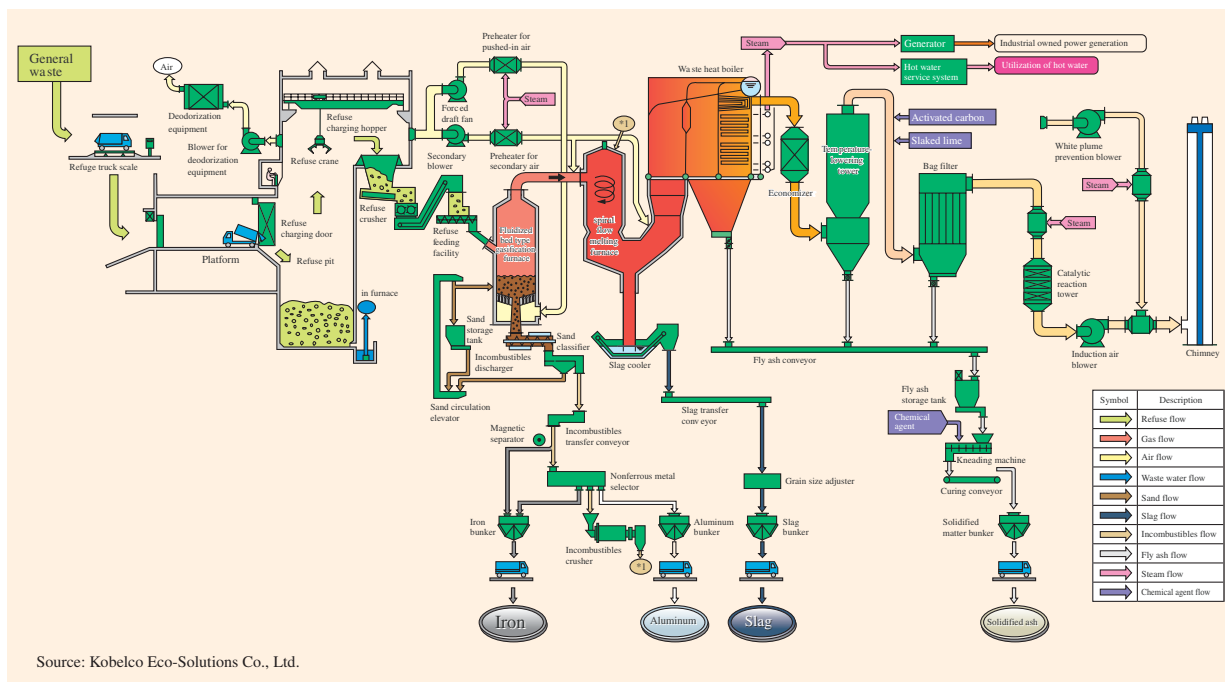 General
waste
Air
Deodorization
equipment
Blower for
deodorization
equipment
Refuge truck scale
Platform
Refuse
charging hopper
Refuse crane
Refuse
crusher
Refuse
charging door
Refuse pit
in furnace
Preheater for
pushed-in air
Forced
draft fan
Steam
Secondary
blower
Preheater for
secondary air
Refuse
feeding
facility
Fluidized
bed type
gasification
furnace
*1
spiral
flow
melting
furnace
Waste heat boiler
Steam
Generator
Industrial owned power generation
Hot water
service system
Utilization of hot water
Economizer
Temperature-
lowering
tower
Activated carbon
Slaked lime
Bag filter
White plume
prevention blower
Steam
Steam
Catalytic
reaction
tower
Induction air
blower
Chimney
Sand
storage
tank
Sand
classifier
Incombustibles
discharger
Sand circulation
elevator
Slag cooler
Fly ash conveyor
Magnetic
separator
Incombustibles
transfer conveyor
Slag transfer
conveyor
Fly ash
storage tank
Chemical
agent
Kneading machine
Curing conveyor
Nonferrous metal
selector
Grain size adjuster
Iron
bunker
Incombustibles
crusher
*1
Aluminum
bunker
Slag
bunker
Solidified
matter bunker
Iron
Aluminum
Slag
Solidified ash
Symbol Description
Refuse flow
Gas flow
Air flow
Waste water flow
Sand flow
Slag flow
Incombustibles flow
Fly ash flow
Steam flow
Chemical agent flow
Source: Kobelco Eco-Solutions Co., Ltd.